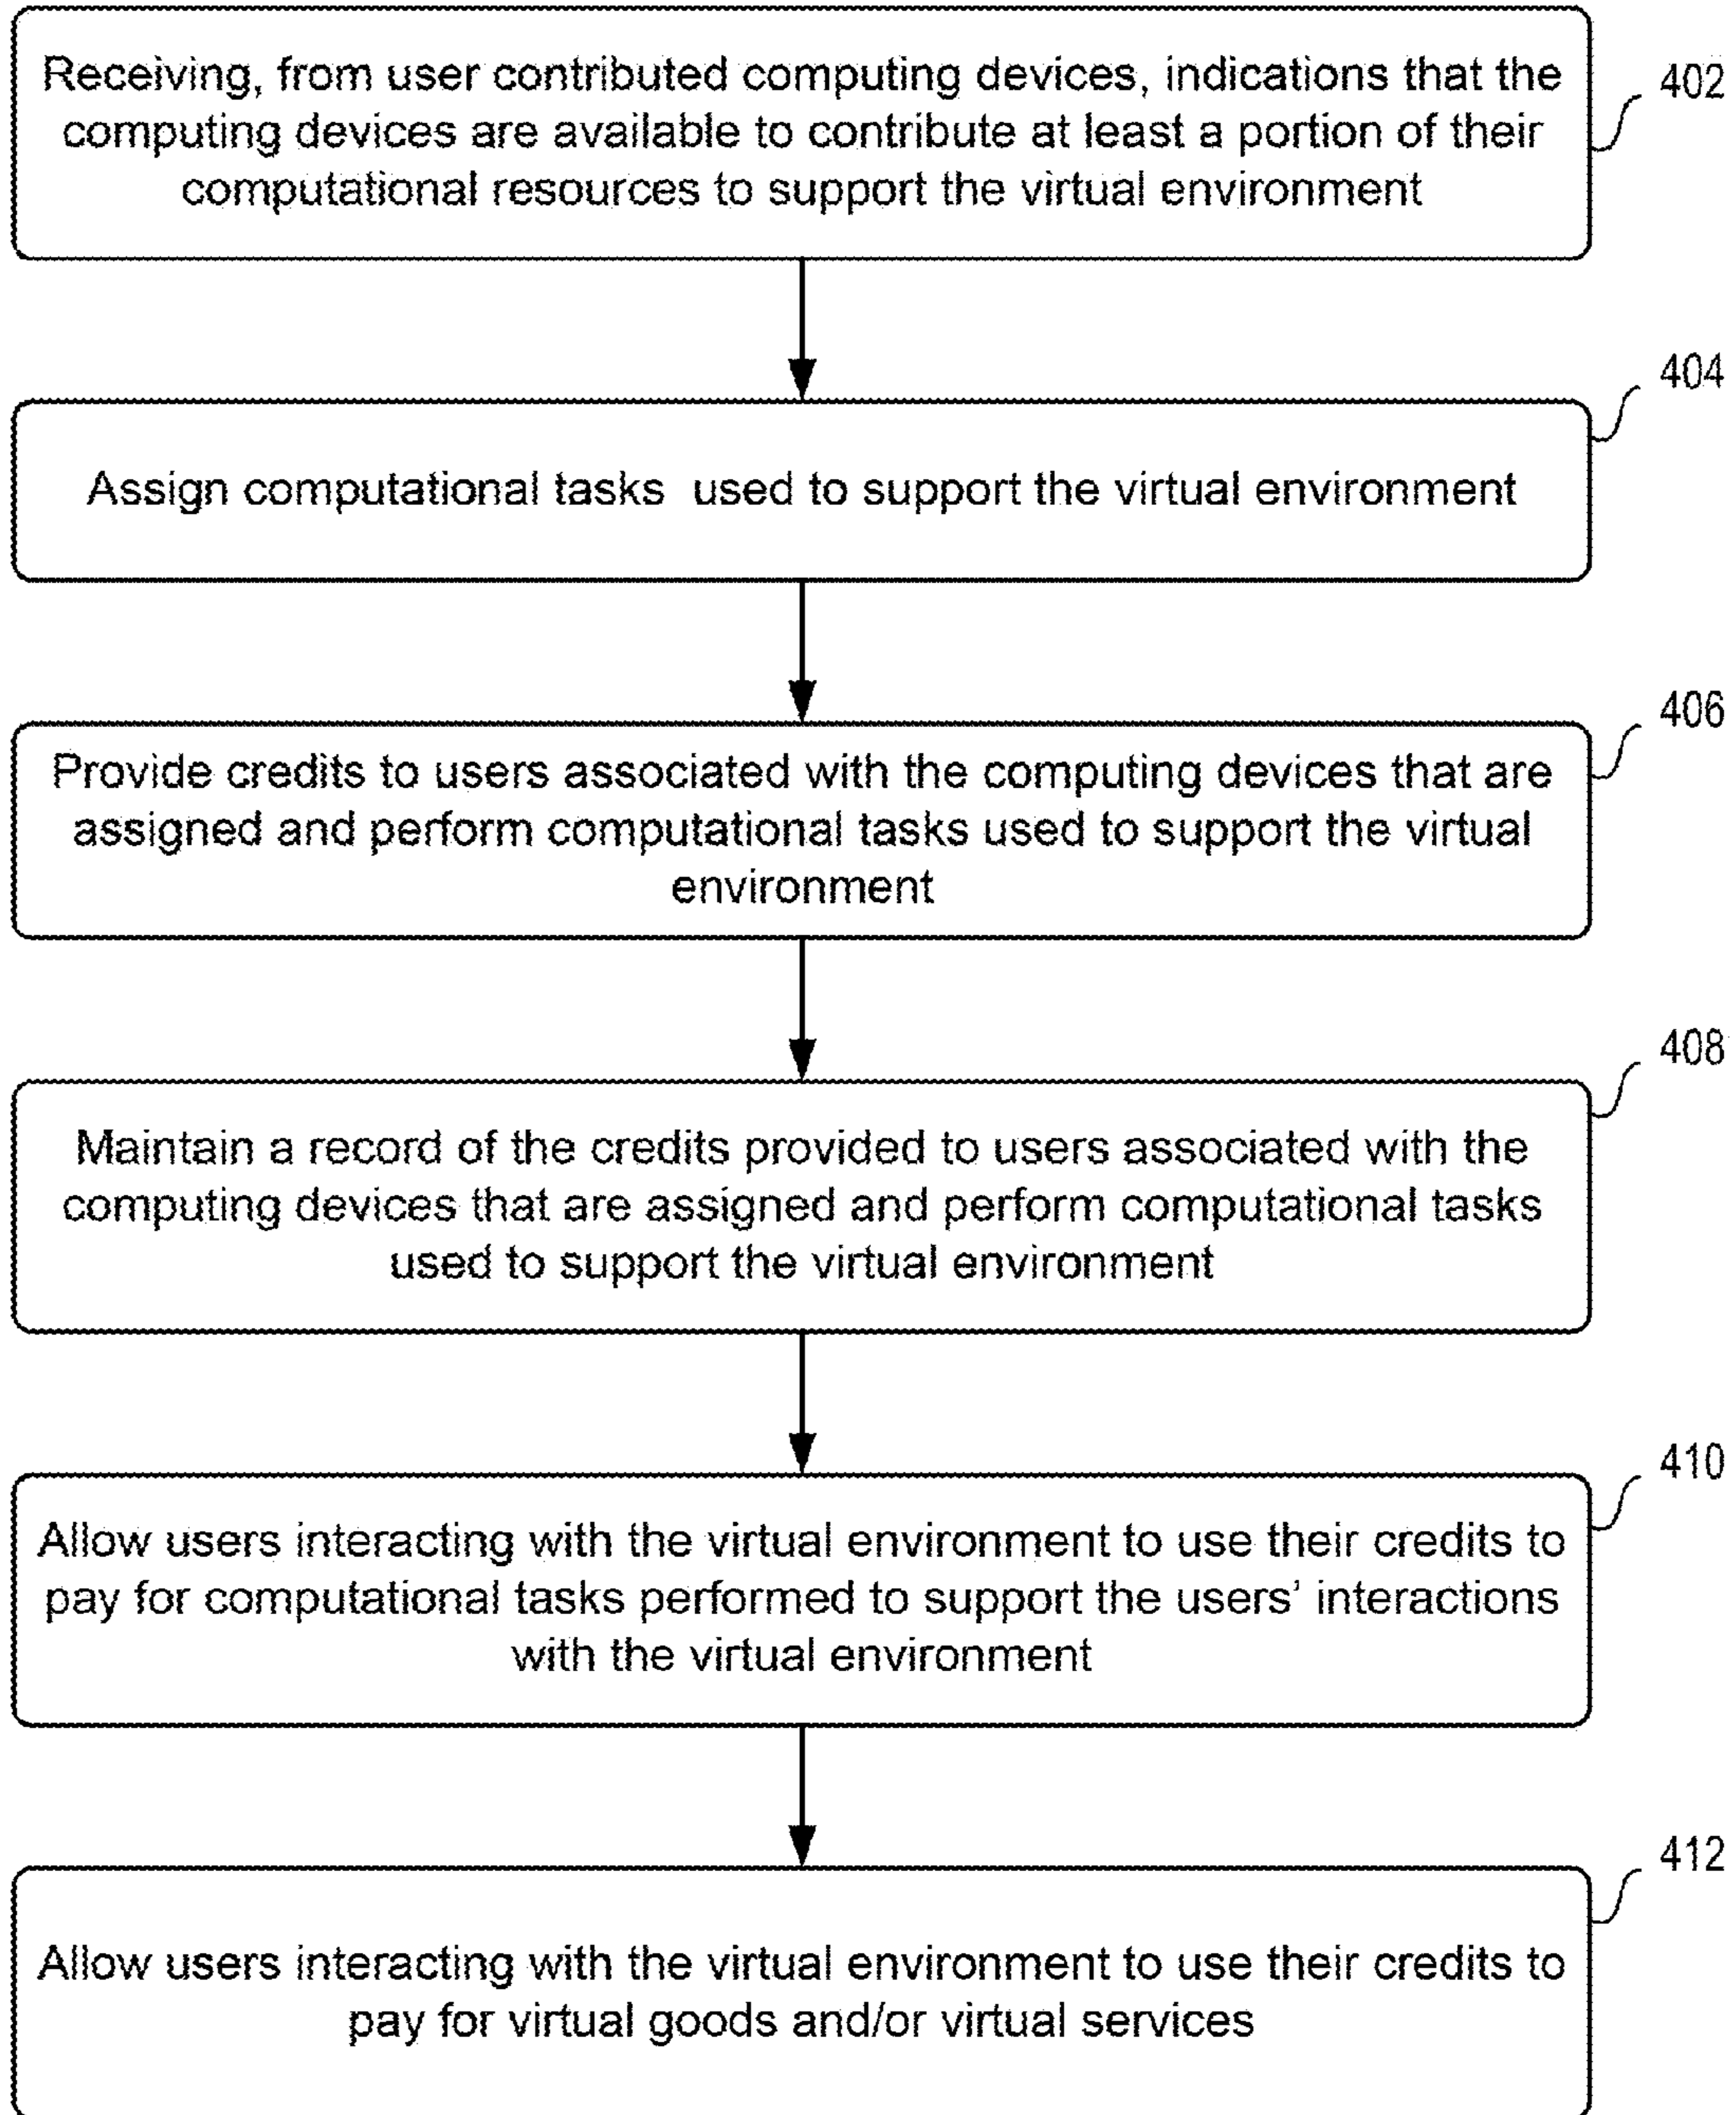 Receiving, from user contributed computing devices, indications that the
computing devices are available to contribute at least a portion of their
computational resources to support the virtual environment
402
Assign computational tasks used to support the virtual environment
404
Provide credits to users associated with the computing devices that are
assigned and perform computational tasks used to support the virtual
environment
406
Maintain a record of the credits provided to users associated with the
computing devices that are assigned and perform computational tasks
used to support the virtual environment
408
Allow users interacting with the virtual environment to use their credits to
pay for computational tasks performed to support the users' interactions
with the virtual environment
410
Allow users interacting with the virtual environment to use their credits to
pay for virtual goods and/or virtual services
412